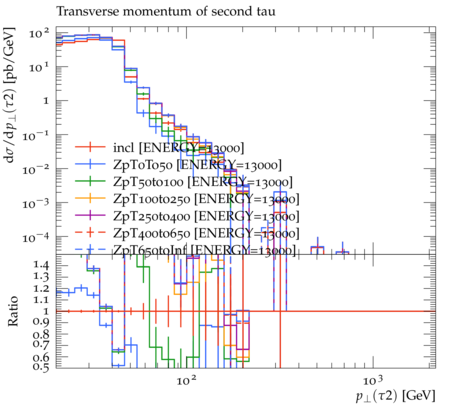 Transverse momentum of second tau
dσ/dp⊥(τ2) [pb/GeV]
10²
10¹
1
10⁻¹
10⁻²
10⁻³
10⁻⁴
incl [ENERGY=13000]
ZpT0To50 [ENERGY=13000]
ZpT50to100 [ENERGY=13000]
ZpT100to250 [ENERGY=13000]
ZpT250to400 [ENERGY=13000]
ZpT400to650 [ENERGY=13000]
ZpT650toInf [ENERGY=13000]
Ratio
1.4
1.3
1.2
1.1
1
0.9
0.8
0.7
0.6
0.5
10²
10³
p⊥(τ2) [GeV]